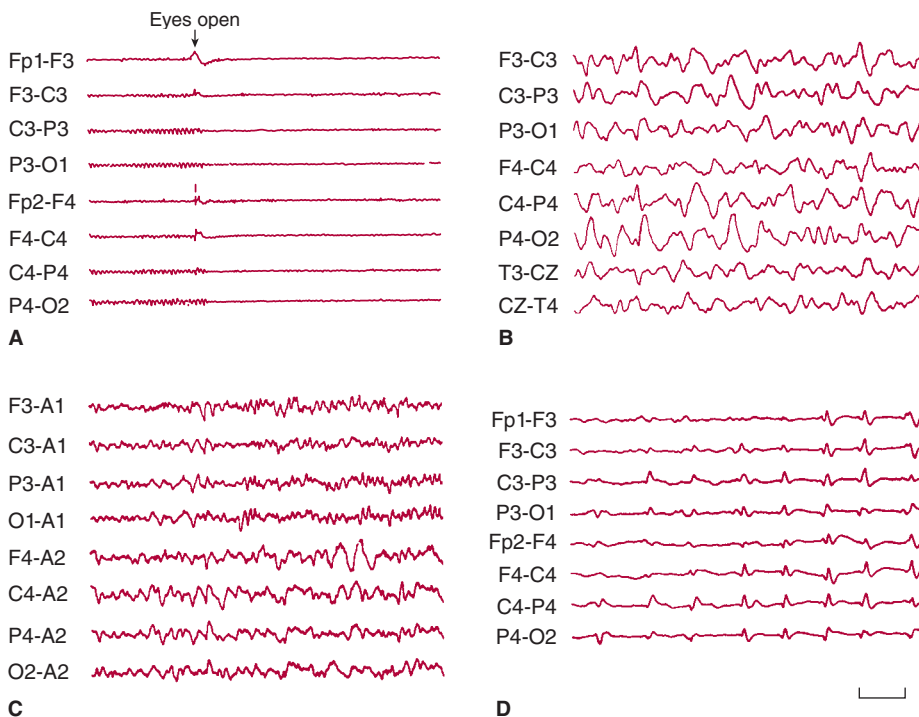 Eyes open
Fp1-F3
F3-C3
C3-P3
P3-O1
Fp2-F4
F4-C4
C4-P4
P4-O2
A
F3-C3
C3-P3
P3-O1
F4-C4
C4-P4
P4-O2
T3-CZ
CZ-T4
B
F3-A1
C3-A1
P3-A1
O1-A1
F4-A2
C4-A2
P4-A2
O2-A2
C
Fp1-F3
F3-C3
C3-P3
P3-O1
Fp2-F4
F4-C4
C4-P4
P4-O2
D